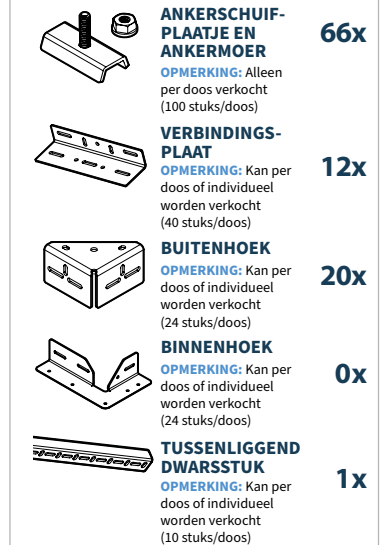 ANKERSCHUIF-
PLAATJE EN
ANKERMOER
66x
OPMERKING: Alleen
per doos verkocht
(100 stuks/doos)
VERBINDINGS-
PLAAT
12x
OPMERKING: Kan per
doos of individueel
worden verkocht
(40 stuks/doos)
BUITENHOEK
20x
OPMERKING: Kan per
doos of individueel
worden verkocht
(24 stuks/doos)
BINNENHOEK
0x
OPMERKING: Kan per
doos of individueel
worden verkocht
(24 stuks/doos)
TUSSENLIGGEND
DWARSSTUK
1x
OPMERKING: Kan per
doos of individueel
worden verkocht
(10 stuks/doos)